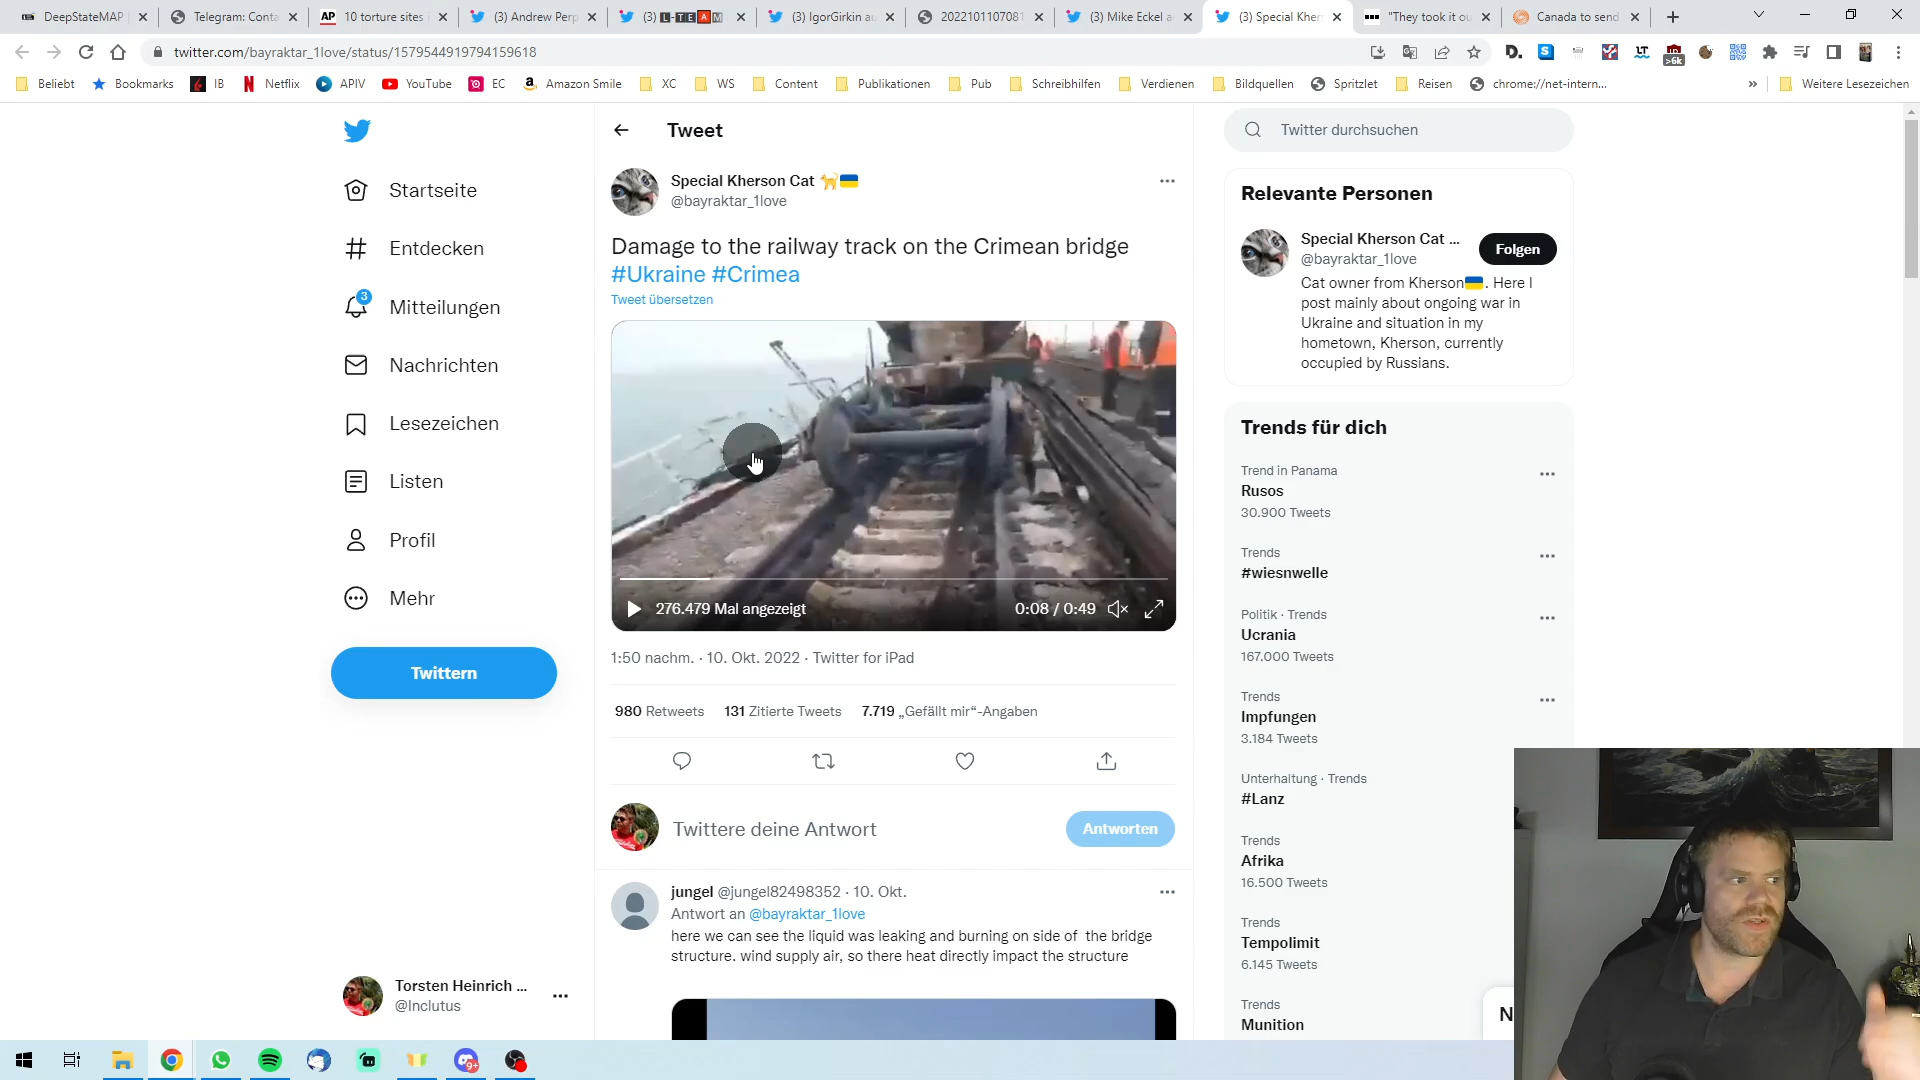 DeepStateMAP
Telegram: Conta
AP
10 torture sites i
(3) Andrew Perp
(3) L-TEAM
(3) IgorGirkin au
2022101107081
(3) Mike Eckel a
(3) Special Kher
"They took it ou
Canada to send
twitter.com/bayraktar_1love/status/1579544919794159618
>6k
Beliebt
Bookmarks
IB
Netflix
APIV
YouTube
EC
Amazon Smile
XC
WS
Content
Publikationen
Pub
Schreibhilfen
Verdienen
Bildquellen
Spritzlet
Reisen
chrome://net-intern...
»
Weitere Lesezeichen
Startseite
Entdecken
3
Mitteilungen
Nachrichten
Lesezeichen
Listen
Profil
Mehr
Twittern
Torsten Heinrich ...
@Inclutus
Tweet
Special Kherson Cat
@bayraktar_1love
Damage to the railway track on the Crimean bridge
#Ukraine #Crimea
Tweet übersetzen
276.479 Mal angezeigt
0:08 / 0:49
1:50 nachm. · 10. Okt. 2022 · Twitter for iPad
980 Retweets 131 Zitierte Tweets 7.719 „Gefällt mir“-Angaben
Twittere deine Antwort
Antworten
jungel @jungel82498352 · 10. Okt.
Antwort an @bayraktar_1love
here we can see the liquid was leaking and burning on side of the bridge
structure. wind supply air, so there heat directly impact the structure
Twitter durchsuchen
Relevante Personen
Special Kherson Cat ...
@bayraktar_1love
Folgen
Cat owner from Kherson. Here I
post mainly about ongoing war in
Ukraine and situation in my
hometown, Kherson, currently
occupied by Russians.
Trends für dich
Trend in Panama
Rusos
30.900 Tweets
Trends
#wiesnwelle
Politik · Trends
Ucrania
167.000 Tweets
Trends
Impfungen
3.184 Tweets
Unterhaltung · Trends
#Lanz
Trends
Afrika
16.500 Tweets
Trends
Tempolimit
6.145 Tweets
Trends
Munition
N
9+